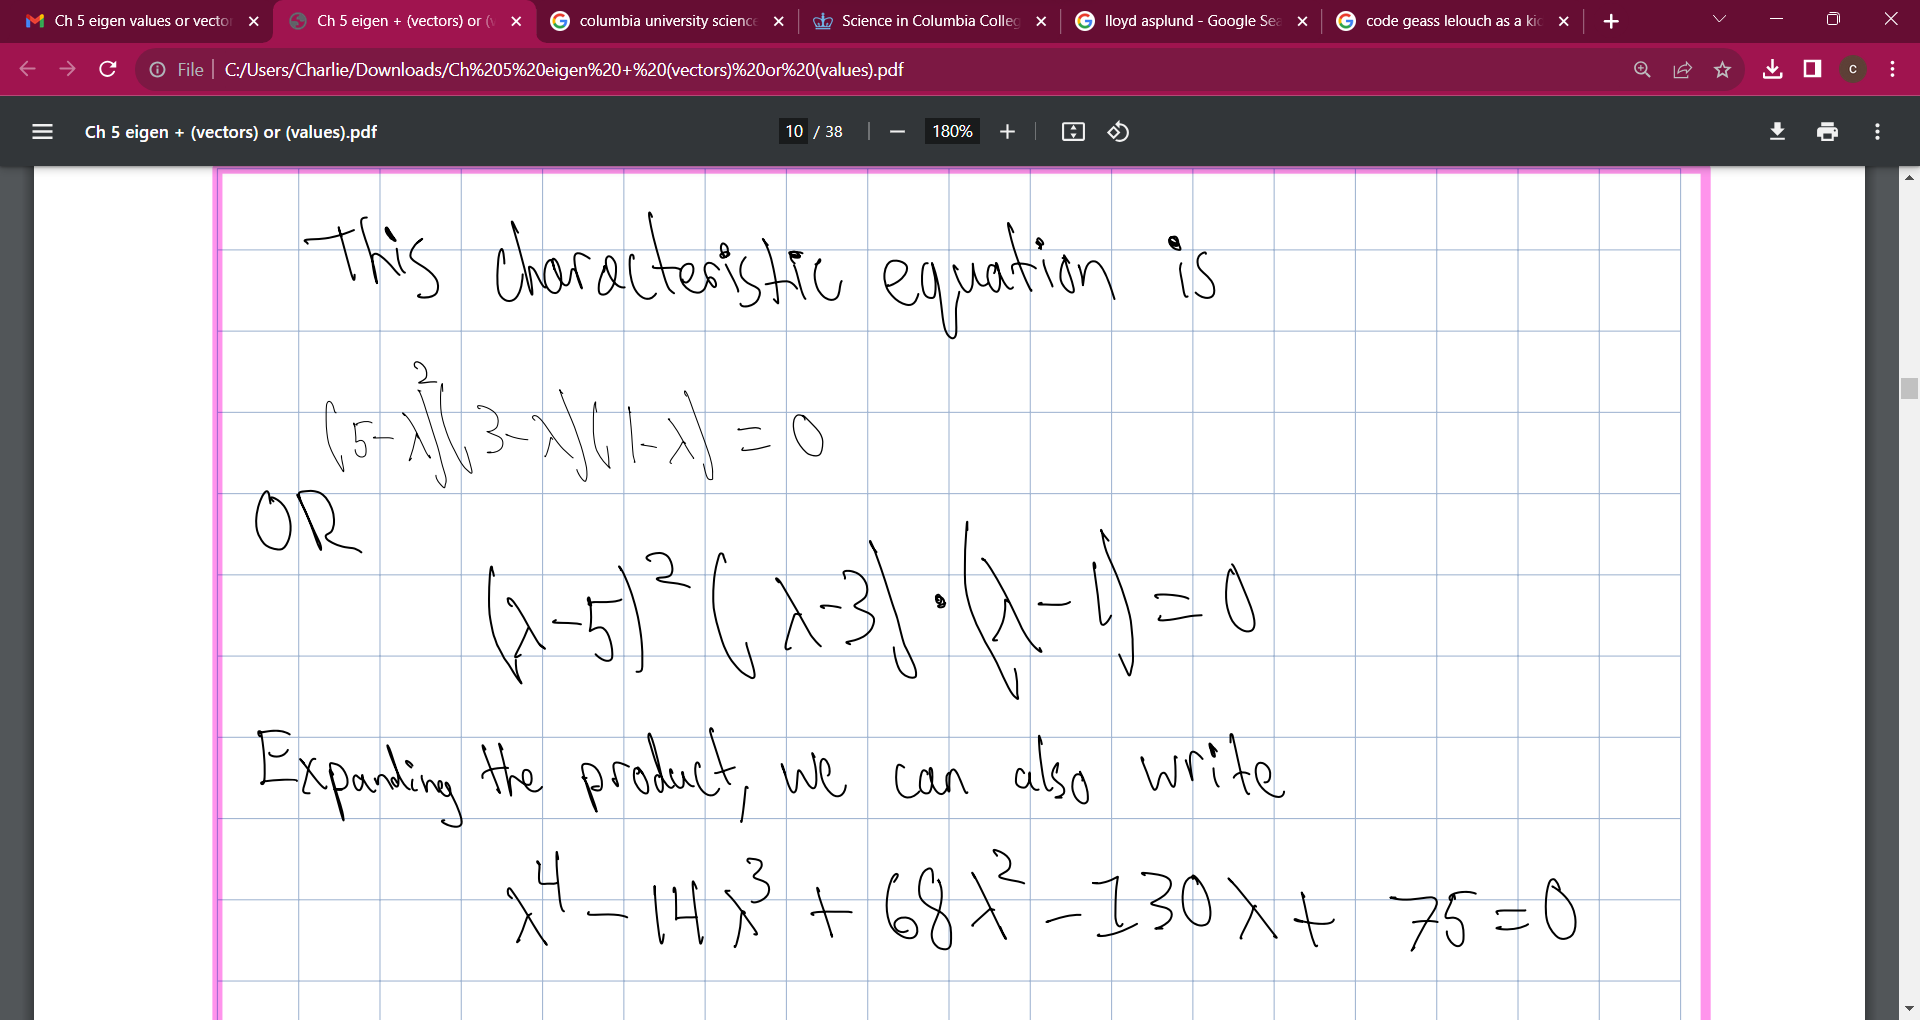 Ch 5 eigen values or vector
Ch 5 eigen + (vectors) or (v
columbia university science
Science in Columbia Colleg
lloyd asplund - Google Sea
code geass lelouch as a kid
File | C:/Users/Charlie/Downloads/Ch%205%20eigen%20+%20(vectors)%20or%20(values).pdf
c
Ch 5 eigen + (vectors) or (values).pdf
10 / 38
180%
This characteristic equation is
(5-λ)²(3-λ)(1-λ) = 0
OR
(λ-5)²(λ-3)·(λ-1) = 0
Expanding the product, we can also write
λ⁴ - 14λ³ + 68λ² - 130λ + 75 = 0